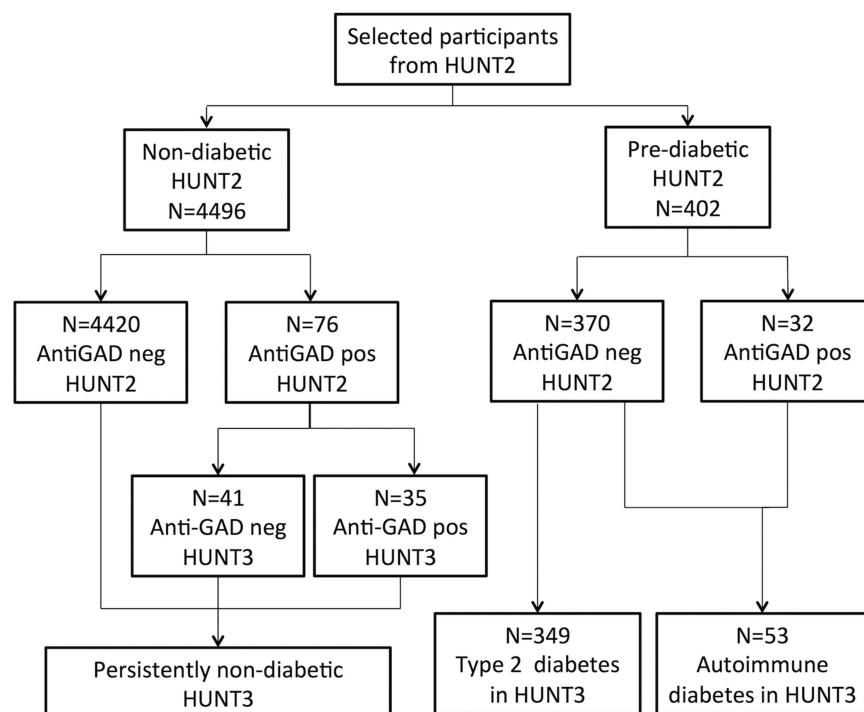 Selected participants
from HUNT2
Non-diabetic
HUNT2
N=4496
Pre-diabetic
HUNT2
N=402
N=4420
AntiGAD neg
HUNT2
N=76
AntiGAD pos
HUNT2
N=370
AntiGAD neg
HUNT2
N=32
AntiGAD pos
HUNT2
N=41
Anti-GAD neg
HUNT3
N=35
Anti-GAD pos
HUNT3
Persistently non-diabetic
HUNT3
N=349
Type 2 diabetes
in HUNT3
N=53
Autoimmune
diabetes in HUNT3